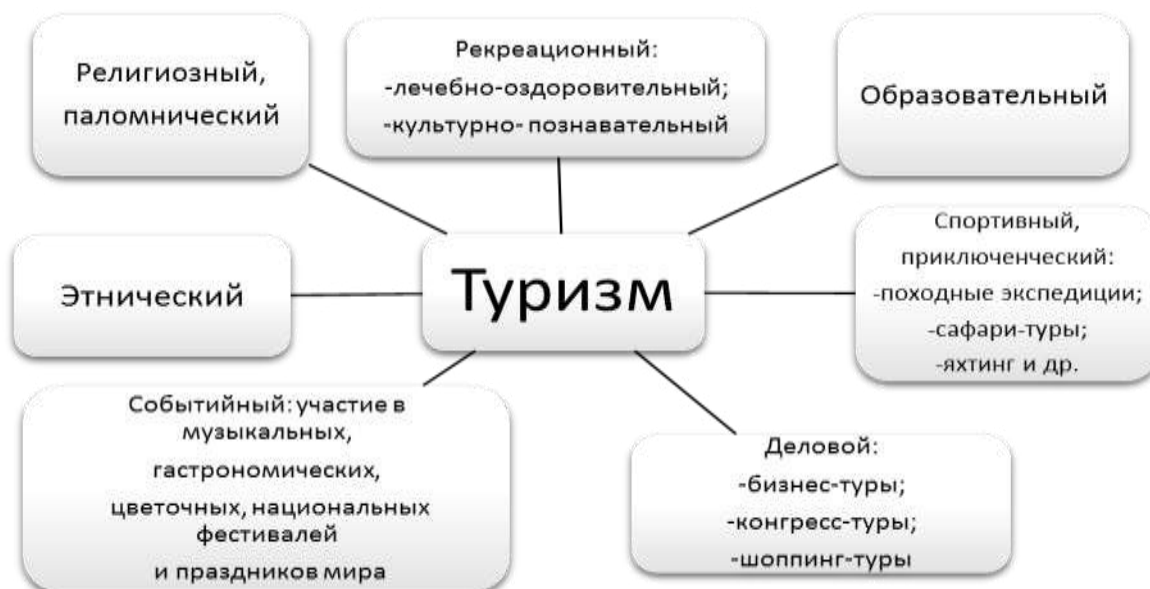 Религиозный,
паломнический
Рекреационный:
-лечебно-оздоровительный;
-культурно- познавательный
Образовательный
Этнический
Туризм
Спортивный,
приключенческий:
-походные экспедиции;
-сафари-туры;
-яхтинг и др.
Событийный: участие в
музыкальных,
гастрономических,
цветочных, национальных
фестивалей
и праздников мира
Деловой:
-бизнес-туры;
-конгресс-туры;
-шоппинг-туры